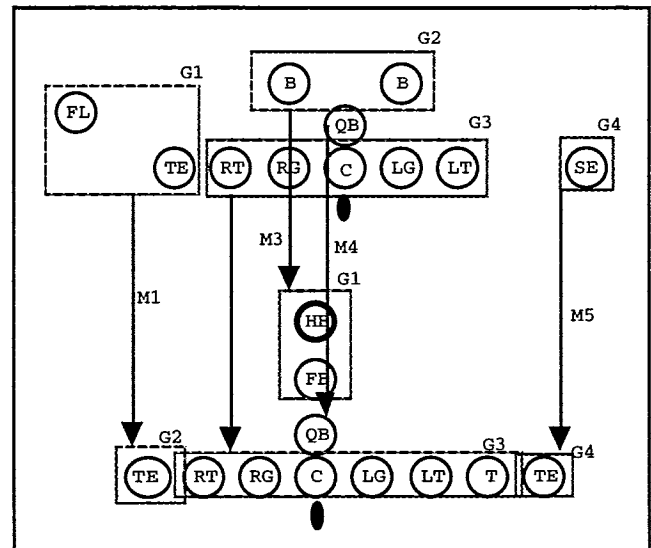 G2
G1
B B
FL
QB
G3
G4
TE RT RG C LG LT SE
M3 M4
G1
M1
HB
M5
FB
QB
G2 G3 G4
TE RT RG C LG LT T TE